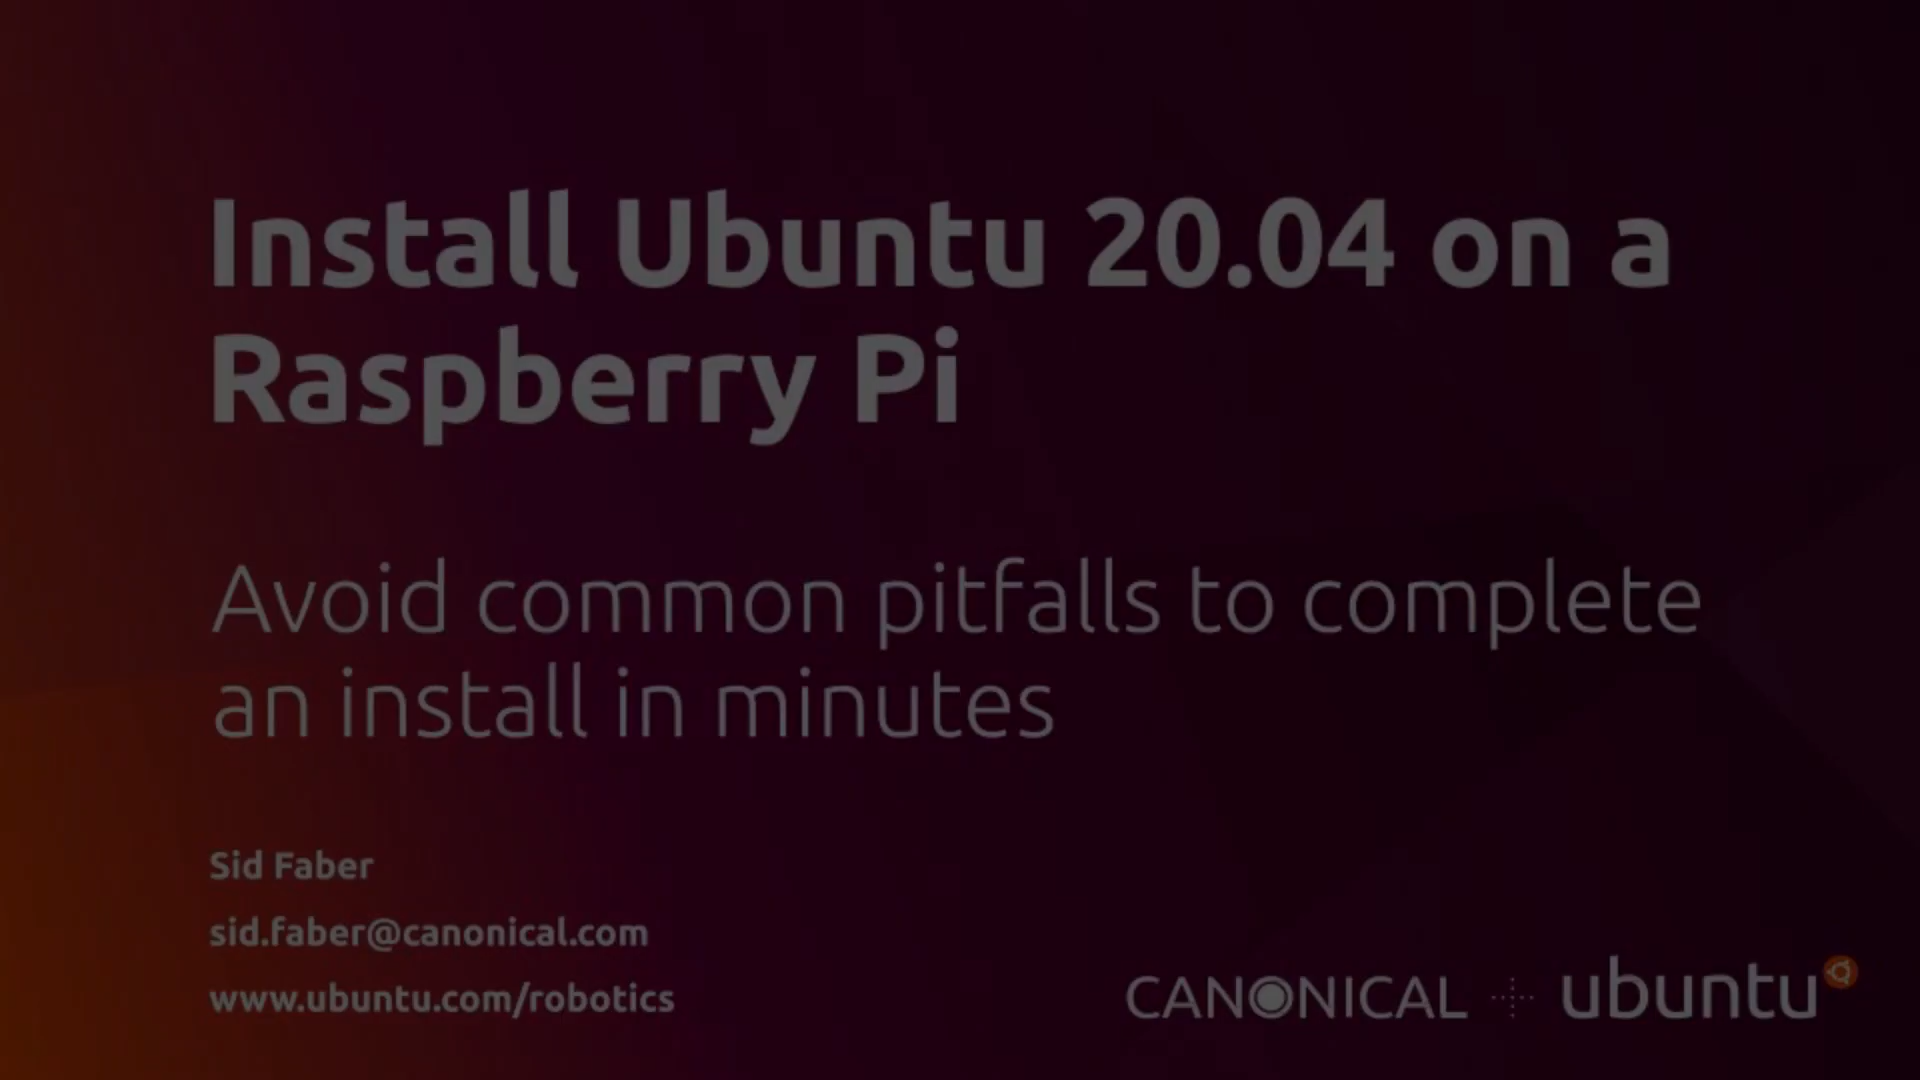 Install Ubuntu 20.04 on a
Raspberry Pi
Avoid common pitfalls to complete
an install in minutes
Sid Faber
sid.faber@canonical.com
www.ubuntu.com/robotics
CANONICAL ubuntu